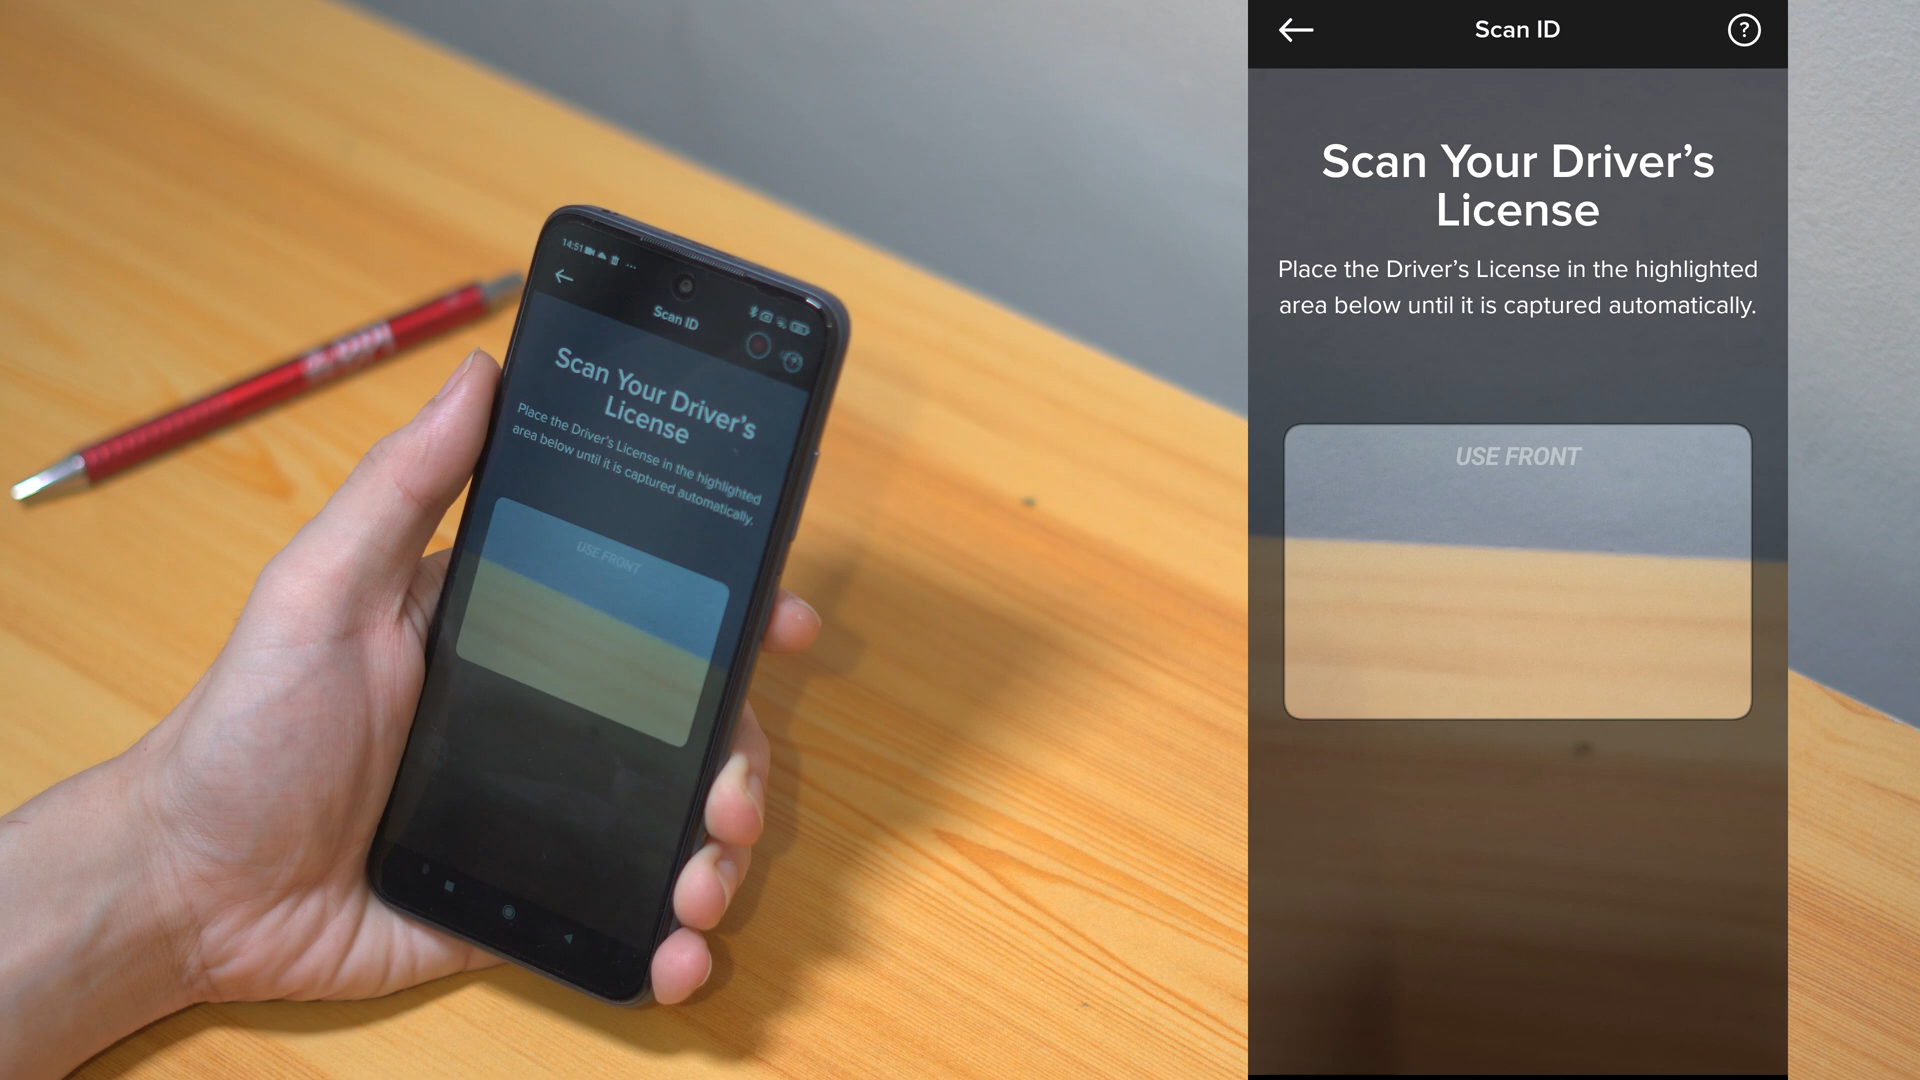 14:51
Scan ID
Scan Your Driver's
License
Place the Driver's License in the highlighted
area below until it is captured automatically.
USE FRONT
Scan ID
?
Scan Your Driver’s
License
Place the Driver’s License in the highlighted
area below until it is captured automatically.
USE FRONT